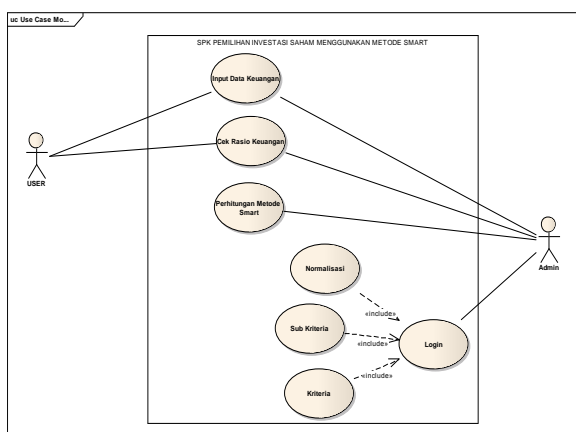 uc Use Case Mo...
SPK PEMILIHAN INVESTASI SAHAM MENGGUNAKAN METODE SMART
Input Data Keuangan
Cek Rasio Keuangan
USER
Perhitungan Metode
Smart
Admin
Normalisasi
«include»
Sub Kriteria
«include»
Login
«include»
Kriteria